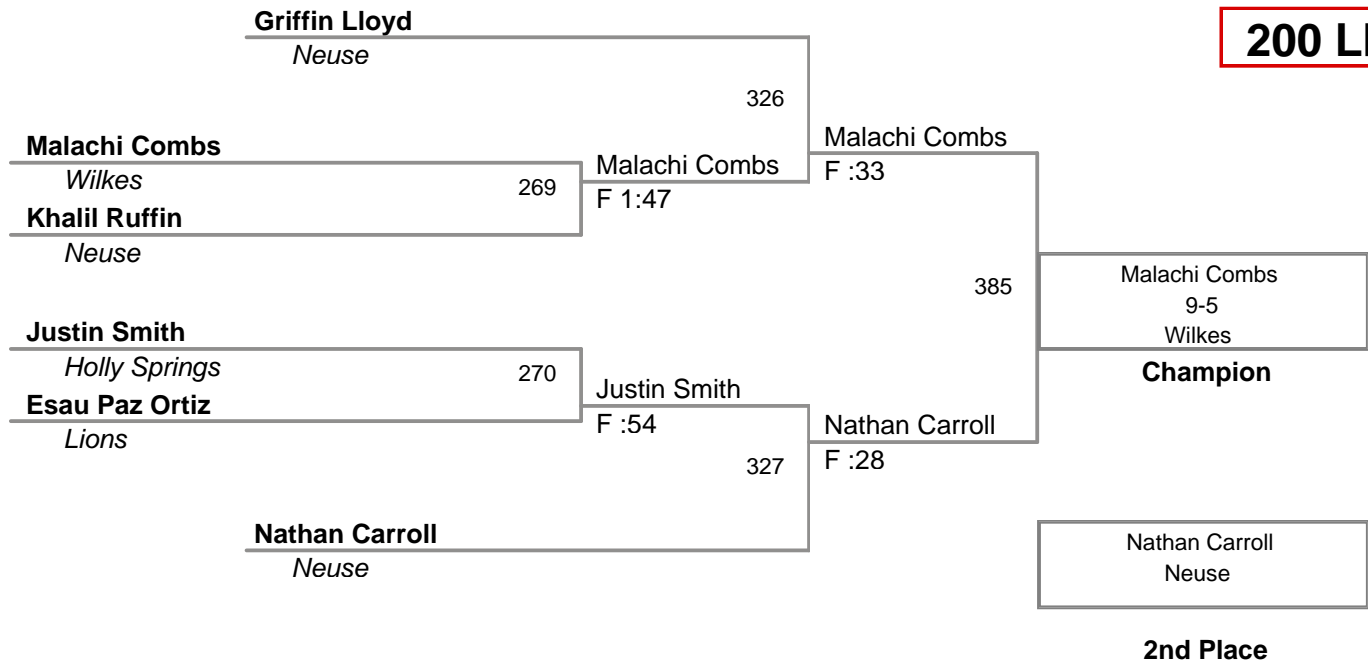 Griffin Lloyd
Neuse
200 L
326
Malachi Combs
Wilkes
269
Khalil Ruffin
Neuse
Malachi Combs
F 1:47
Malachi Combs
F :33
385
Malachi Combs
9-5
Wilkes
Champion
Justin Smith
Holly Springs
270
Esau Paz Ortiz
Lions
Justin Smith
F :54
327
Nathan Carroll
F :28
Nathan Carroll
Neuse
Nathan Carroll
Neuse
2nd Place